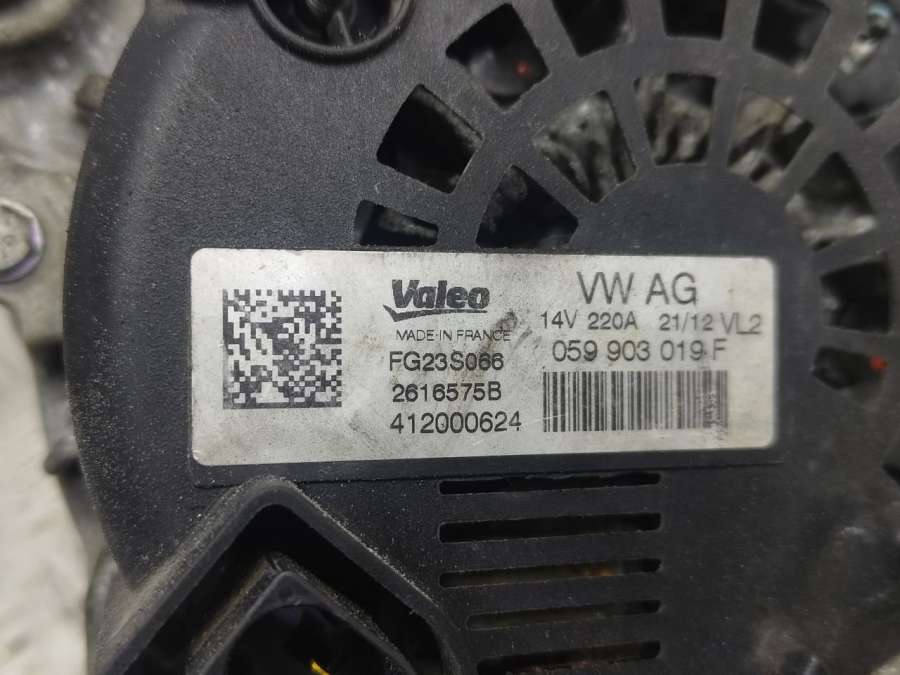 Valeo
MADE IN FRANCE
FG23S066
2616575B
412000624
VW AG
14V 220A 21/12 VL2
059 903 019 F